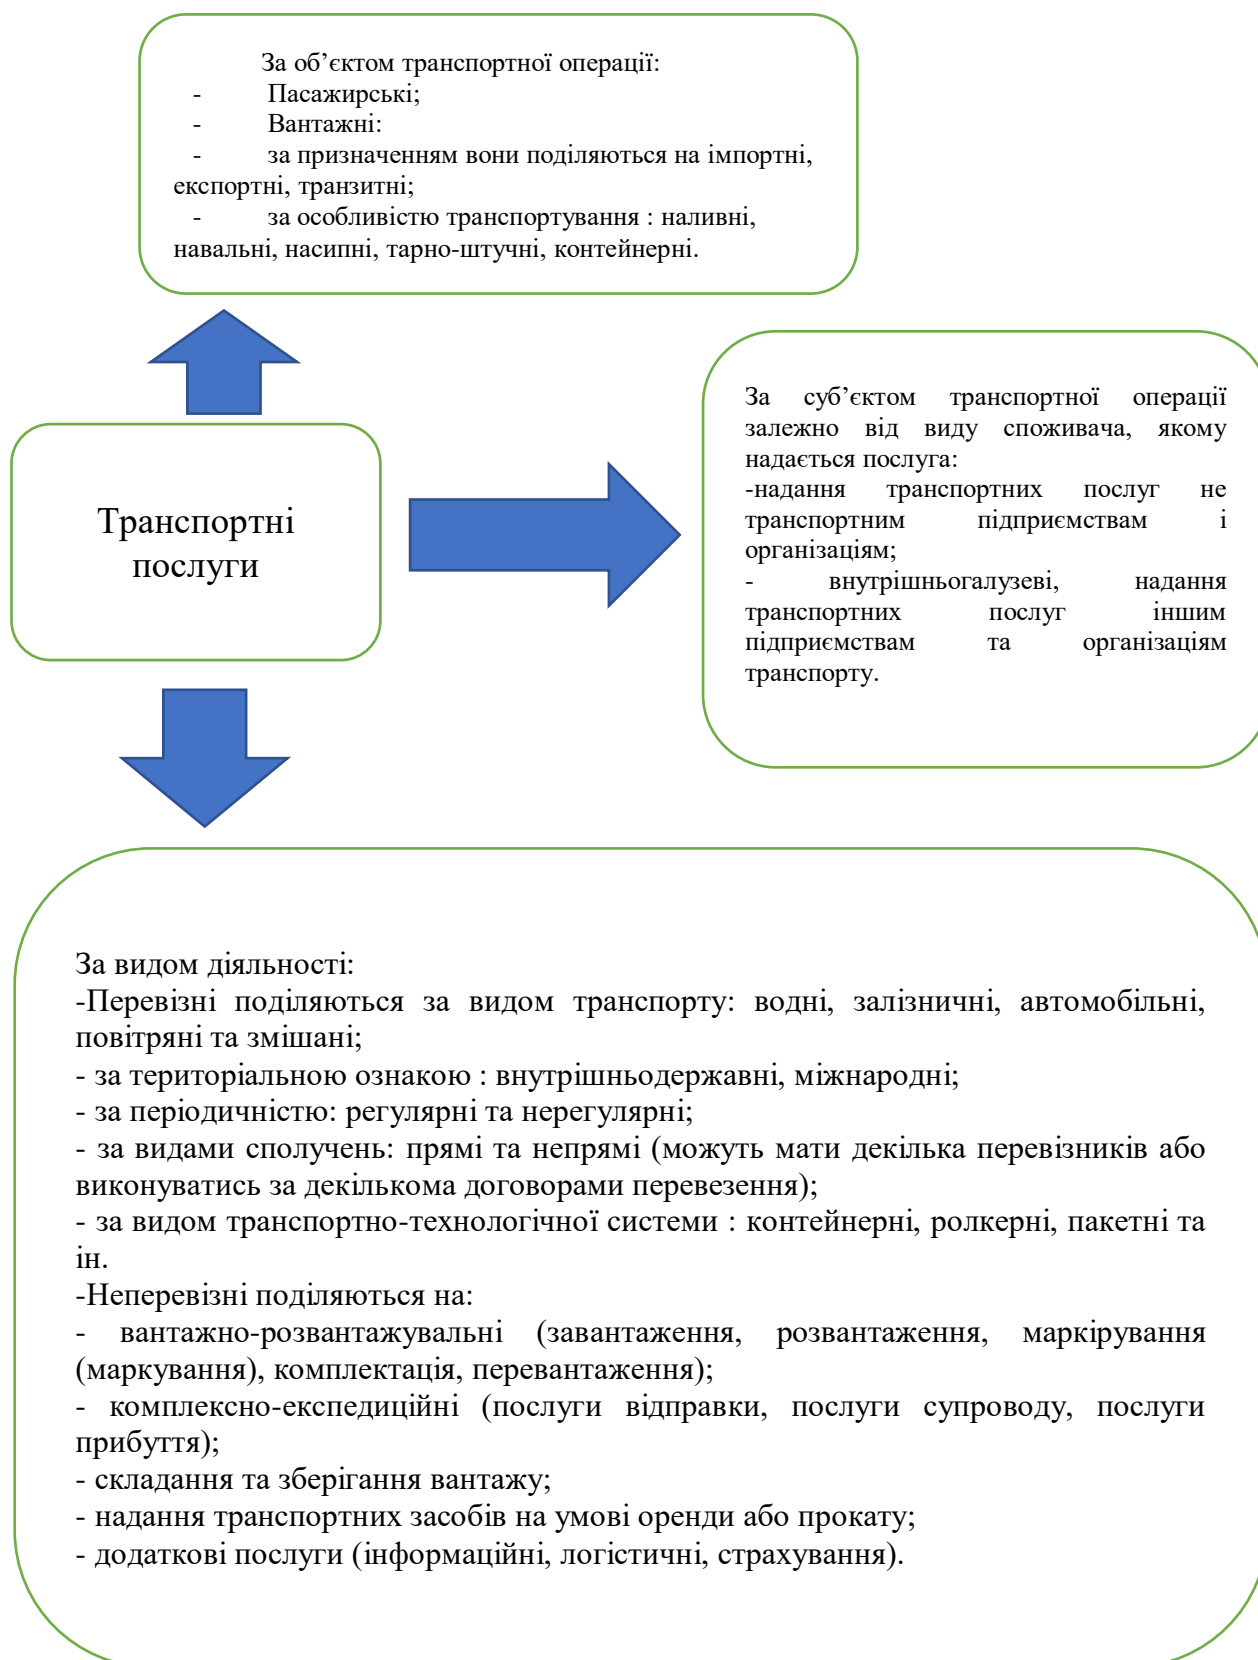 За об’єктом транспортної операції:
- Пасажирські;
- Вантажні:
- за призначенням вони поділяються на імпортні,
експортні, транзитні;
- за особливістю транспортування : наливні,
навальні, насипні, тарно-штучні, контейнерні.
Транспортні
послуги
За суб’єктом транспортної операції
залежно від виду споживача, якому
надається послуга:
-надання транспортних послуг не
транспортним підприємствам і
організаціям;
- внутрішньогалузеві, надання
транспортних послуг іншим
підприємствам та організаціям
транспорту.
За видом діяльності:
-Перевізні поділяються за видом транспорту: водні, залізничні, автомобільні,
повітряні та змішані;
- за територіальною ознакою : внутрішньодержавні, міжнародні;
- за періодичністю: регулярні та нерегулярні;
- за видами сполучень: прямі та непрямі (можуть мати декілька перевізників або
виконуватись за декількома договорами перевезення);
- за видом транспортно-технологічної системи : контейнерні, ролкерні, пакетні та
ін.
-Неперевізні поділяються на:
- вантажно-розвантажувальні (завантаження, розвантаження, маркірування
(маркування), комплектація, перевантаження);
- комплексно-експедиційні (послуги відправки, послуги супроводу, послуги
прибуття);
- складання та зберігання вантажу;
- надання транспортних засобів на умові оренди або прокату;
- додаткові послуги (інформаційні, логістичні, страхування).